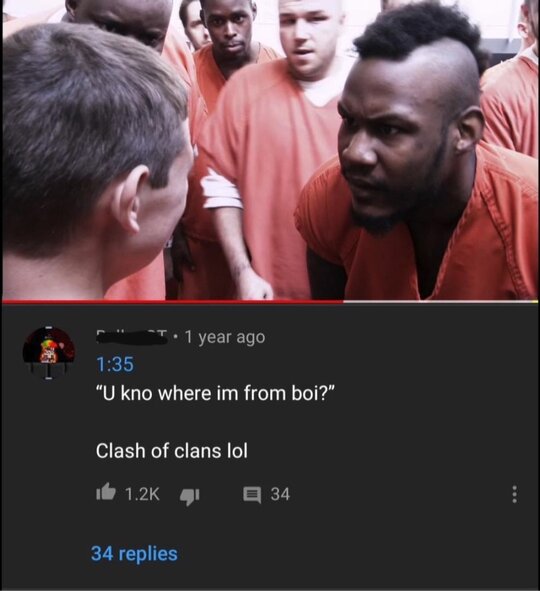 • 1 year ago
1:35
“U kno where im from boi?”
Clash of clans lol
1.2K 34
34 replies